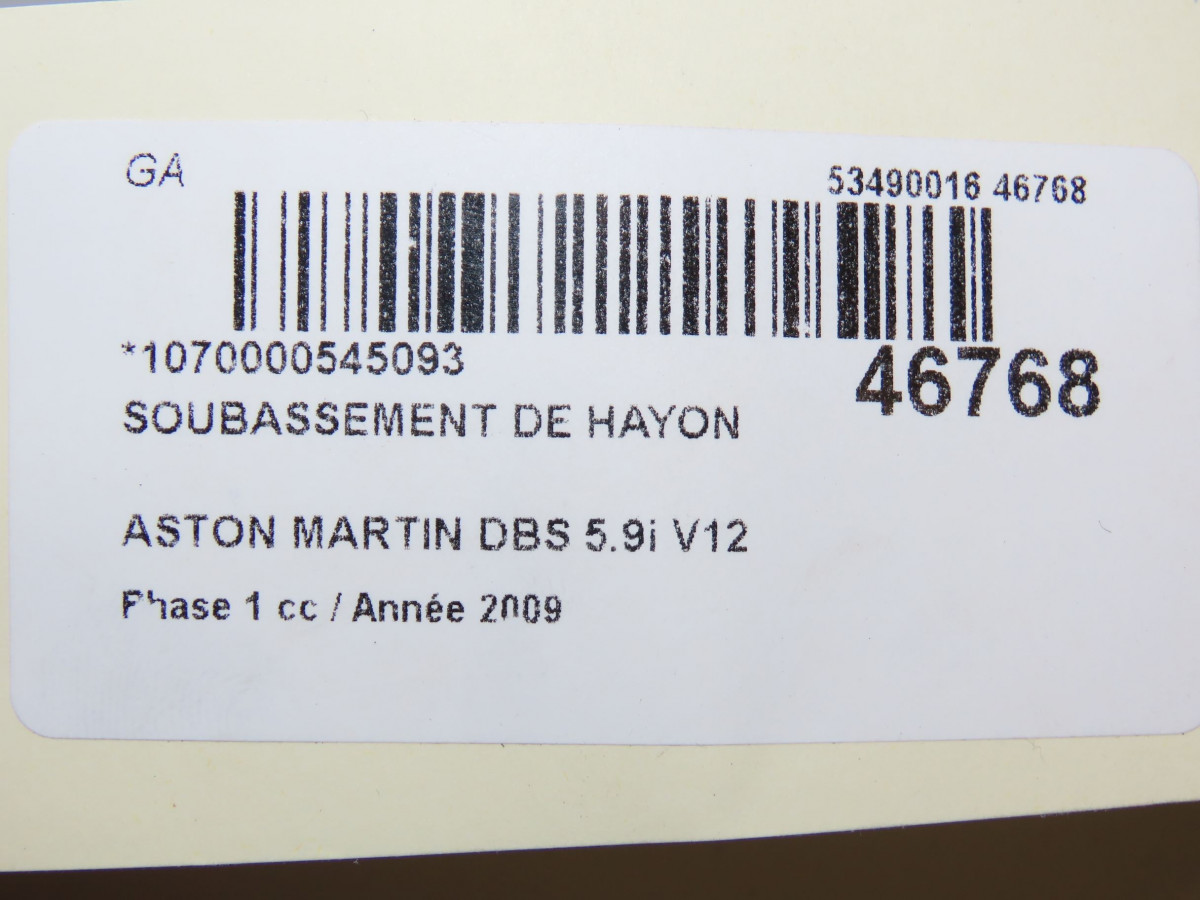 GA
53490016 46768
*1070000545093
46768
SOUBASSEMENT DE HAYON
ASTON MARTIN DBS 5.9i V12
Phase 1 cc / Année 2009